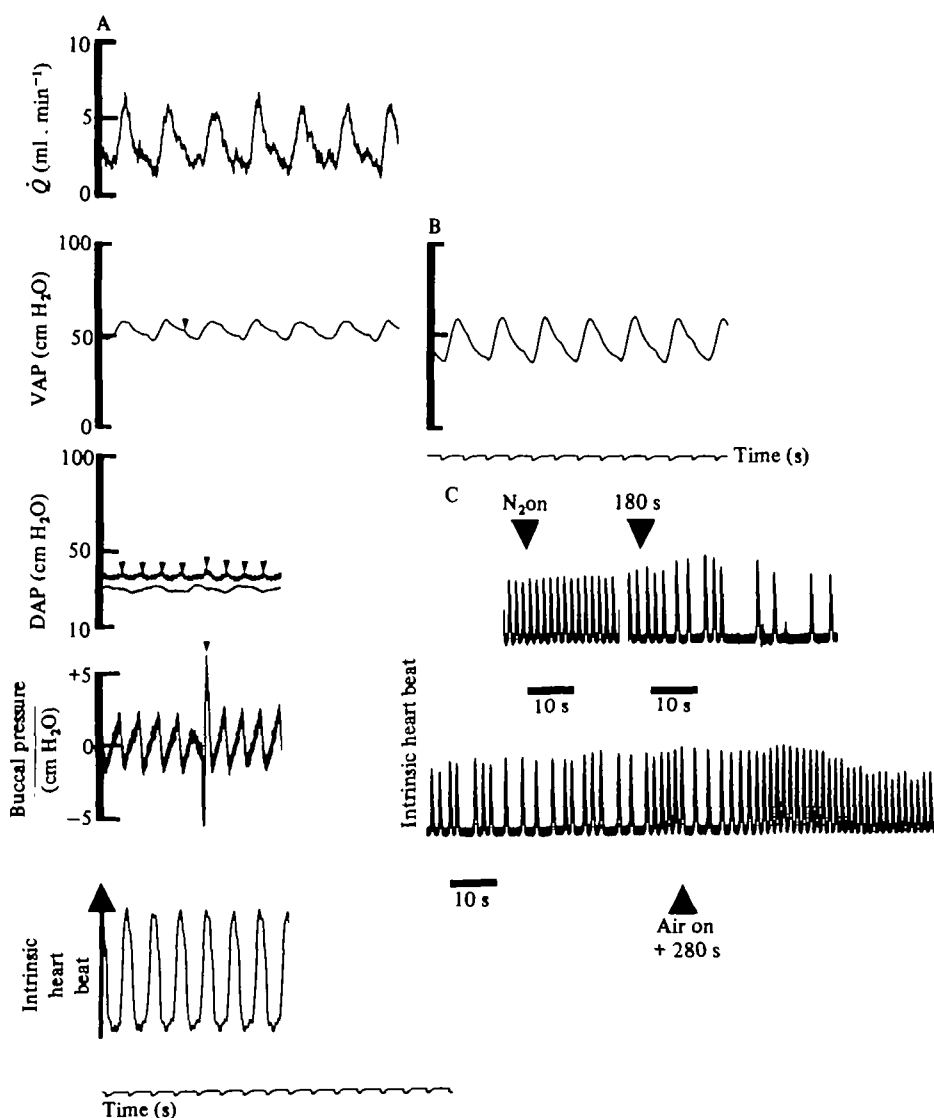 A
10
5
0
Q̇ (ml . min⁻¹)
100
50
0
VAP (cm H₂O)
B
Time (s)
100
50
10
DAP (cm H₂O)
C
N₂on
180 s
10 s
10 s
+5
0
−5
Buccal pressure
(cm H₂O)
Intrinsic heart beat
10 s
Air on
+ 280 s
Intrinsic
heart
beat
Time (s)